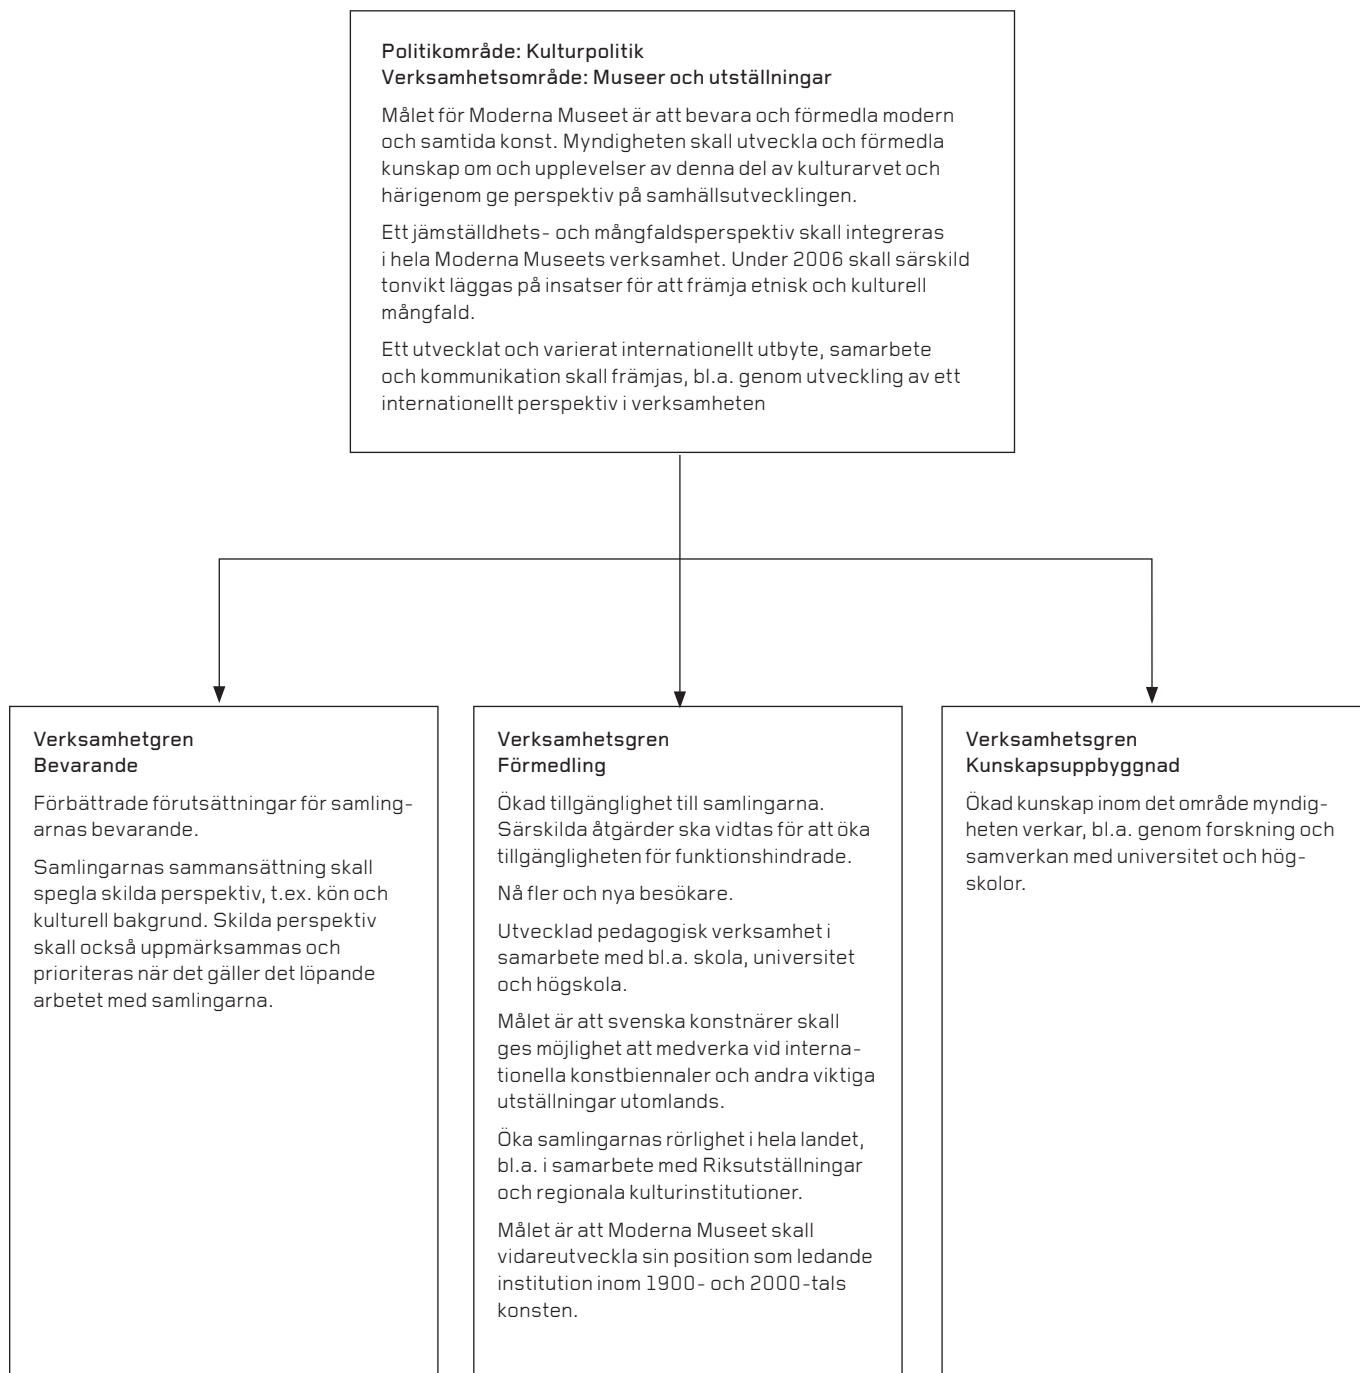 Politikområde: Kulturpolitik
Verksamhetsområde: Museer och utställningar
Målet för Moderna Museet är att bevara och förmedla modern
och samtida konst. Myndigheten skall utveckla och förmedla
kunskap om och upplevelser av denna del av kulturarvet och
härigenom ge perspektiv på samhällsutvecklingen.
Ett jämställdhets- och mångfaldsperspektiv skall integreras
i hela Moderna Museets verksamhet. Under 2006 skall särskild
tonvikt läggas på insatser för att främja etnisk och kulturell
mångfald.
Ett utvecklat och varierat internationellt utbyte, samarbete
och kommunikation skall främjas, bl.a. genom utveckling av ett
internationellt perspektiv i verksamheten
Verksamhetgren
Bevarande
Förbättrade förutsättningar för samling-
arnas bevarande.
Samlingarnas sammansättning skall
spegla skilda perspektiv, t.ex. kön och
kulturell bakgrund. Skilda perspektiv
skall också uppmärksammas och
prioriteras när det gäller det löpande
arbetet med samlingarna.
Verksamhetsgren
Förmedling
Ökad tillgänglighet till samlingarna.
Särskilda åtgärder ska vidtas för att öka
tillgängligheten för funktionshindrade.
Nå fler och nya besökare.
Utvecklad pedagogisk verksamhet i
samarbete med bl.a. skola, universitet
och högskola.
Målet är att svenska konstnärer skall
ges möjlighet att medverka vid interna-
tionella konstbiennaler och andra viktiga
utställningar utomlands.
Öka samlingarnas rörlighet i hela landet,
bl.a. i samarbete med Riksutställningar
och regionala kulturinstitutioner.
Målet är att Moderna Museet skall
vidareutveckla sin position som ledande
institution inom 1900- och 2000-tals
konsten.
Verksamhetsgren
Kunskapsuppbyggnad
Ökad kunskap inom det område myndig-
heten verkar, bl.a. genom forskning och
samverkan med universitet och hög-
skolor.